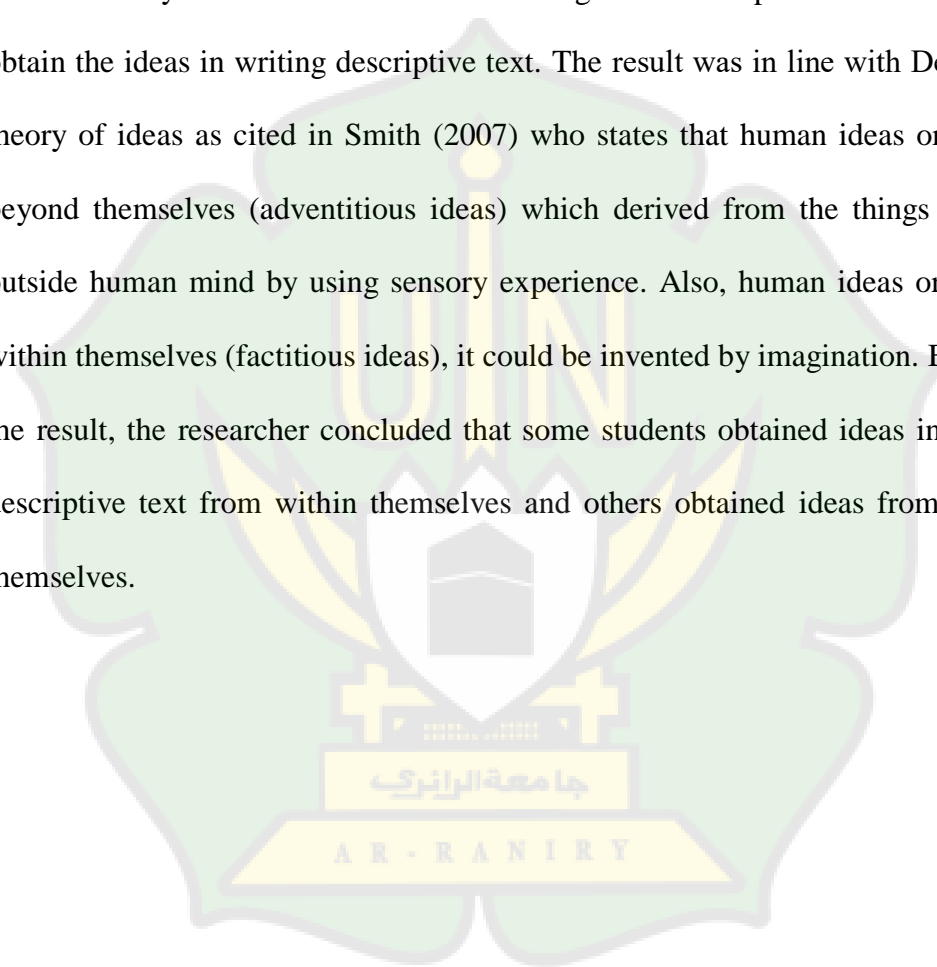 obtain the ideas in writing descriptive text. The result was in line with
theory of ideas as cited in Smith (2007) who states that human ideas
beyond themselves (adventitious ideas) which derived from the things
outside human mind by using sensory experience. Also, human ideas
within themselves (factitious ideas), it could be invented by imagination.
the result, the researcher concluded that some students obtained ideas in
descriptive text from within themselves and others obtained ideas from
themselves.
UIN
جامعة الرانري
AR-RANIRY